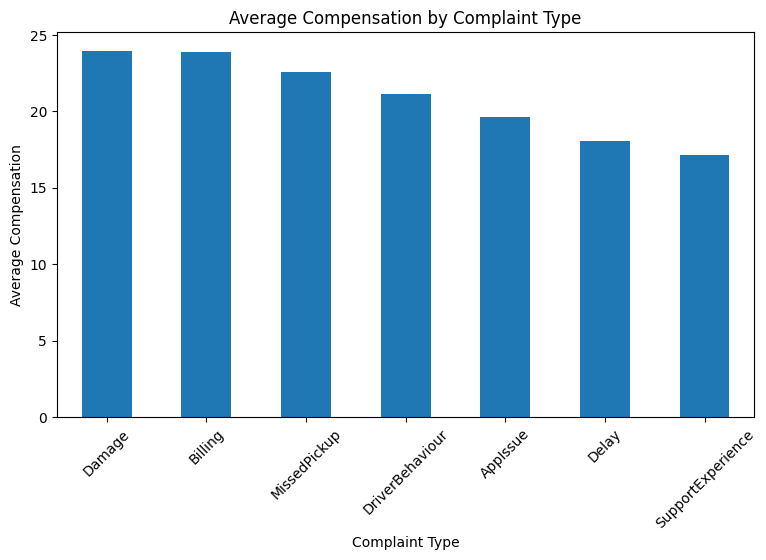 Average Compensation by Complaint Type
Average Compensation
25
20
15
10
5
0
Damage
Billing
MissedPickup
DriverBehaviour
AppIssue
Delay
SupportExperience
Complaint Type